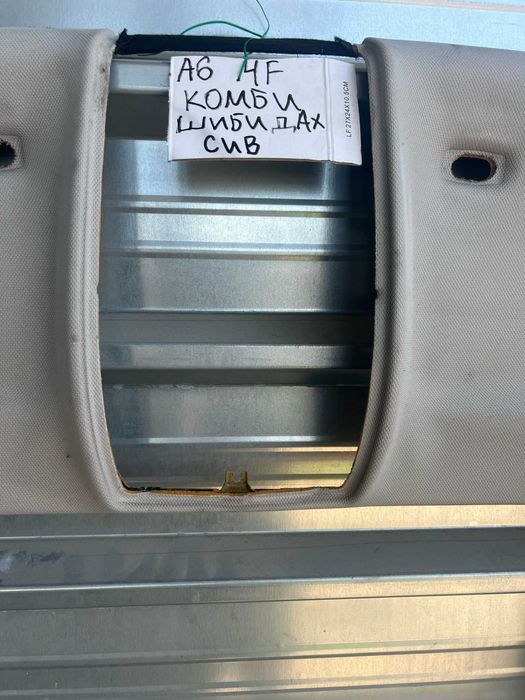 А6 4F
КОМБИ
ШИБИДАХ
СИВ
LF 27X24X10.5CM